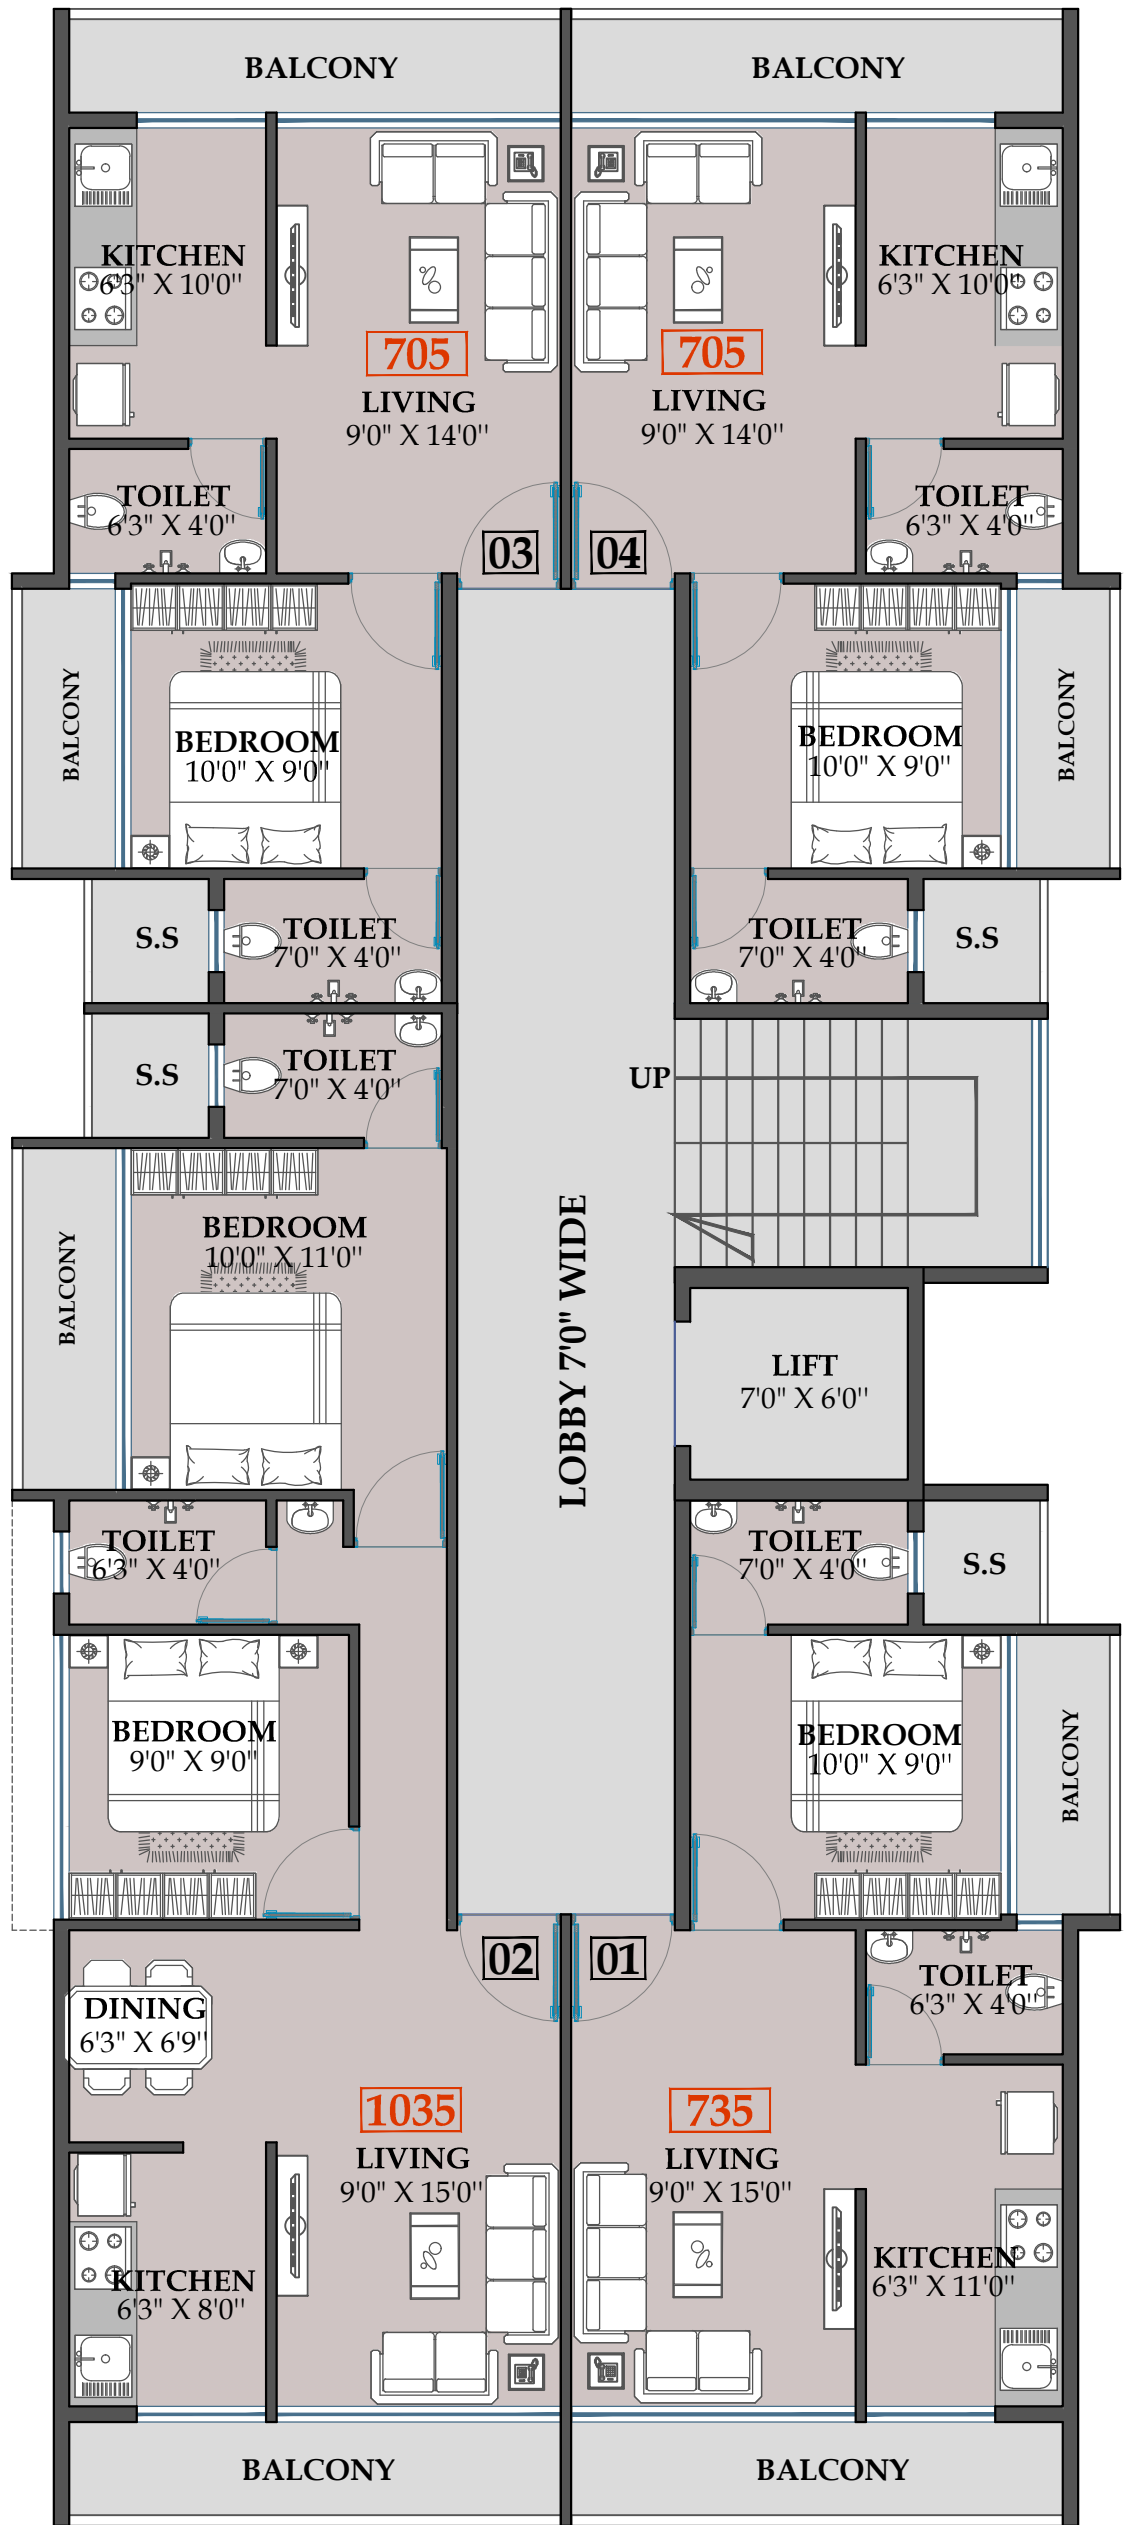 BALCONY
BALCONY
KITCHEN
6'3" X 10'0"
KITCHEN
6'3" X 10'0"
705
LIVING
9'0" X 14'0"
705
LIVING
9'0" X 14'0"
TOILET
6'3" X 4'0"
TOILET
6'3" X 4'0"
03
04
BALCONY
BEDROOM
10'0" X 9'0"
BEDROOM
10'0" X 9'0"
BALCONY
S.S
TOILET
7'0" X 4'0"
TOILET
7'0" X 4'0"
S.S
S.S
TOILET
7'0" X 4'0"
UP
BALCONY
BEDROOM
10'0" X 11'0"
LOBBY 7'0" WIDE
LIFT
7'0" X 6'0"
TOILET
6'3" X 4'0"
TOILET
7'0" X 4'0"
S.S
BEDROOM
9'0" X 9'0"
BEDROOM
10'0" X 9'0"
BALCONY
02
01
TOILET
6'3" X 4'0"
DINING
6'3" X 6'9"
1035
LIVING
9'0" X 15'0"
735
LIVING
9'0" X 15'0"
KITCHEN
6'3" X 8'0"
KITCHEN
6'3" X 11'0"
BALCONY
BALCONY